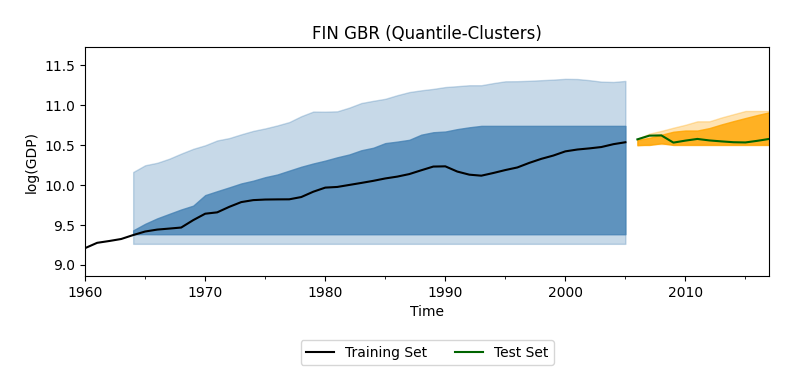 FIN GBR (Quantile-Clusters)
11.5
11.0
10.5
10.0
9.5
9.0
log(GDP)
1960 1970 1980 1990 2000 2010
Time
Training Set Test Set